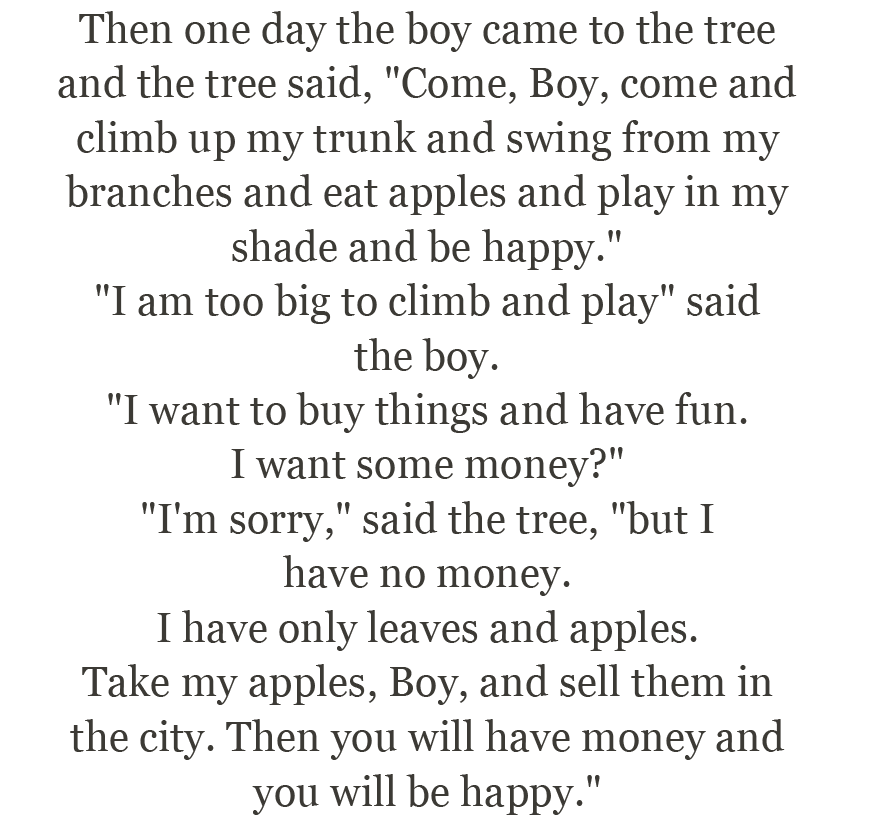 Then one day the boy came to the tree
and the tree said, "Come, Boy, come and
climb up my trunk and swing from my
branches and eat apples and play in my
shade and be happy."
"I am too big to climb and play" said
the boy.
"I want to buy things and have fun.
I want some money?"
"I'm sorry," said the tree, "but I
have no money.
I have only leaves and apples.
Take my apples, Boy, and sell them in
the city. Then you will have money and
you will be happy."